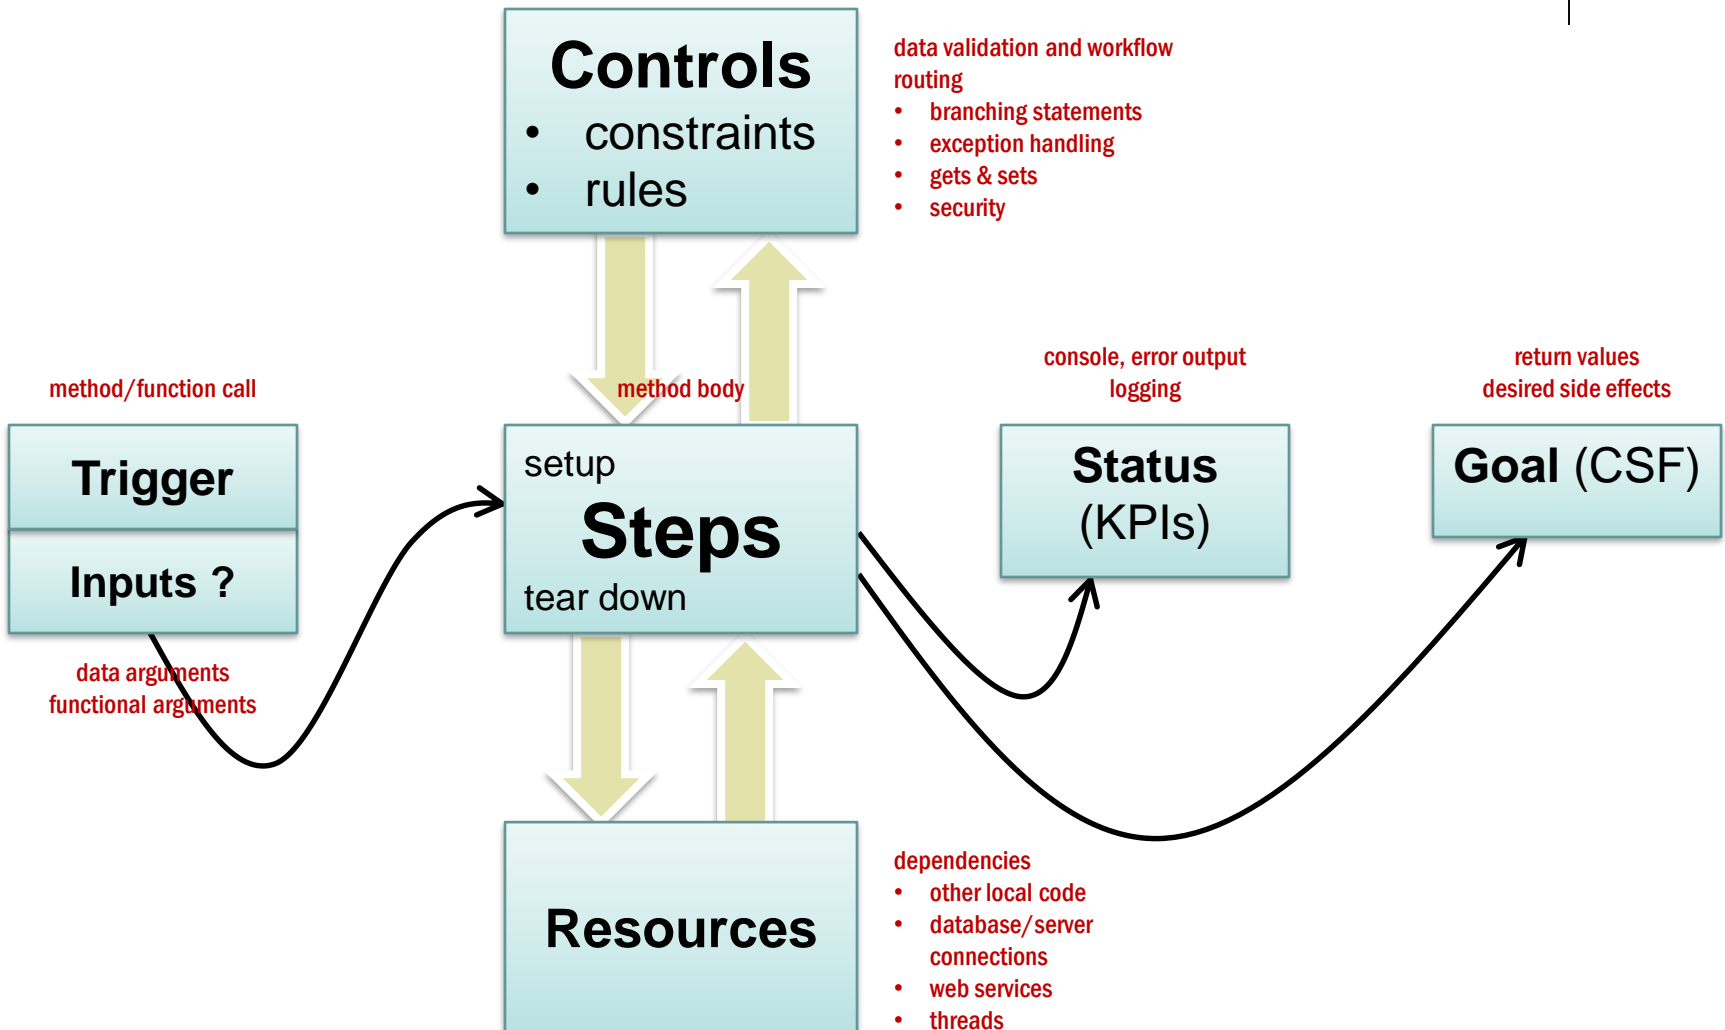 Controls
• constraints
• rules
data validation and workflow
routing
• branching statements
• exception handling
• gets & sets
• security
method/function call
Trigger
Inputs ?
data arguments
functional arguments
method body
setup
Steps
tear down
console, error output
logging
Status
(KPIs)
return values
desired side effects
Goal (CSF)
Resources
dependencies
• other local code
• database/server
connections
• web services
• threads